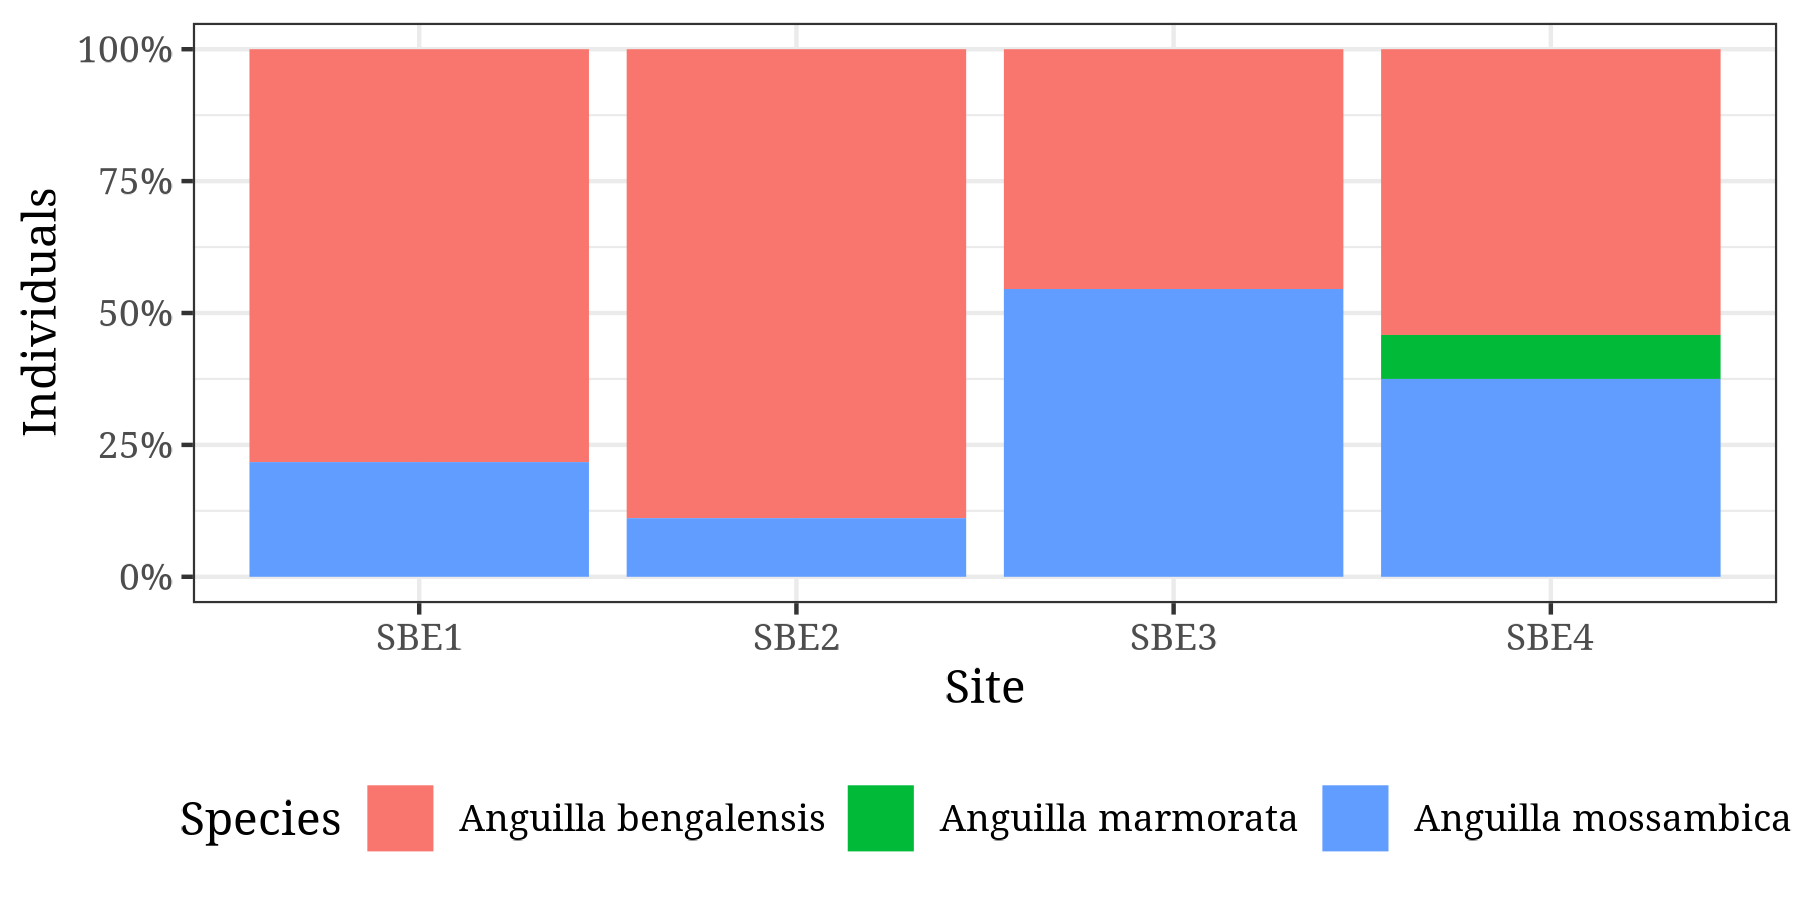 100%
75%
50%
25%
0%
Individuals
SBE1 SBE2 SBE3 SBE4
Site
Species Anguilla bengalensis Anguilla marmorata Anguilla mossambica